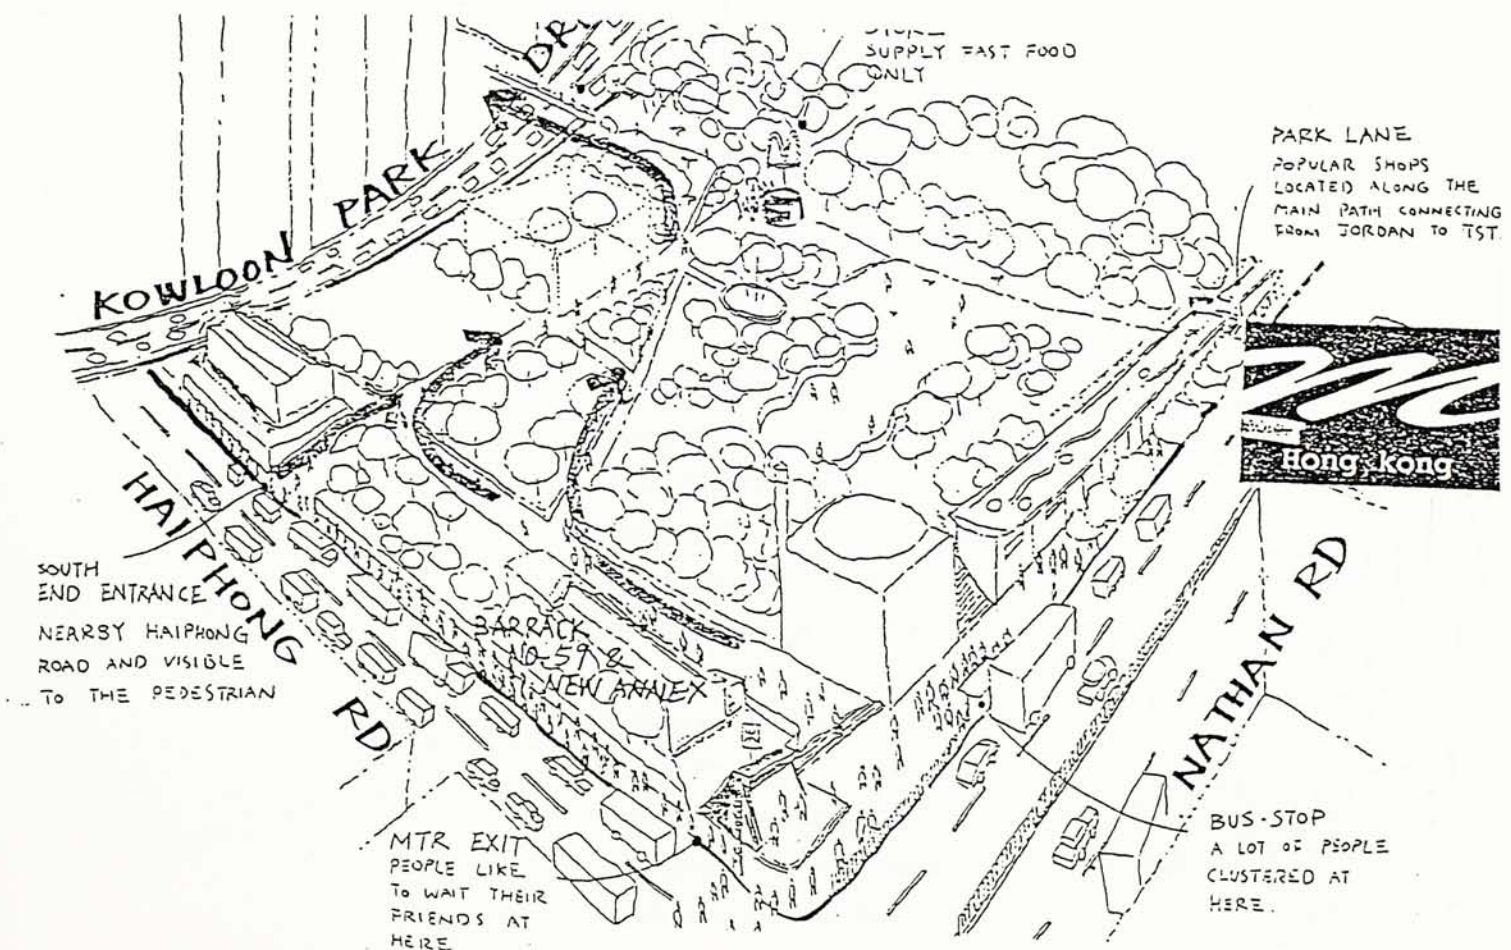 DR
SUPPLY FAST FOOD
ONLY
PARK LANE
POPULAR SHOPS
LOCATED ALONG THE
MAIN PATH CONNECTING
FROM JORDAN TO TST.
KOWLOON PARK
Hong kong
HAIPHONG RD
SOUTH
END ENTRANCE
NEARBY HAIPHONG
ROAD AND VISIBLE
TO THE PEDESTRIAN
BARRACK
NO-59 &
NEW ANNEX
NATHAN RD
MTR EXIT
PEOPLE LIKE
TO WAIT THEIR
FRIENDS AT
HERE
BUS-STOP
A LOT OF PEOPLE
CLUSTERED AT
HERE.